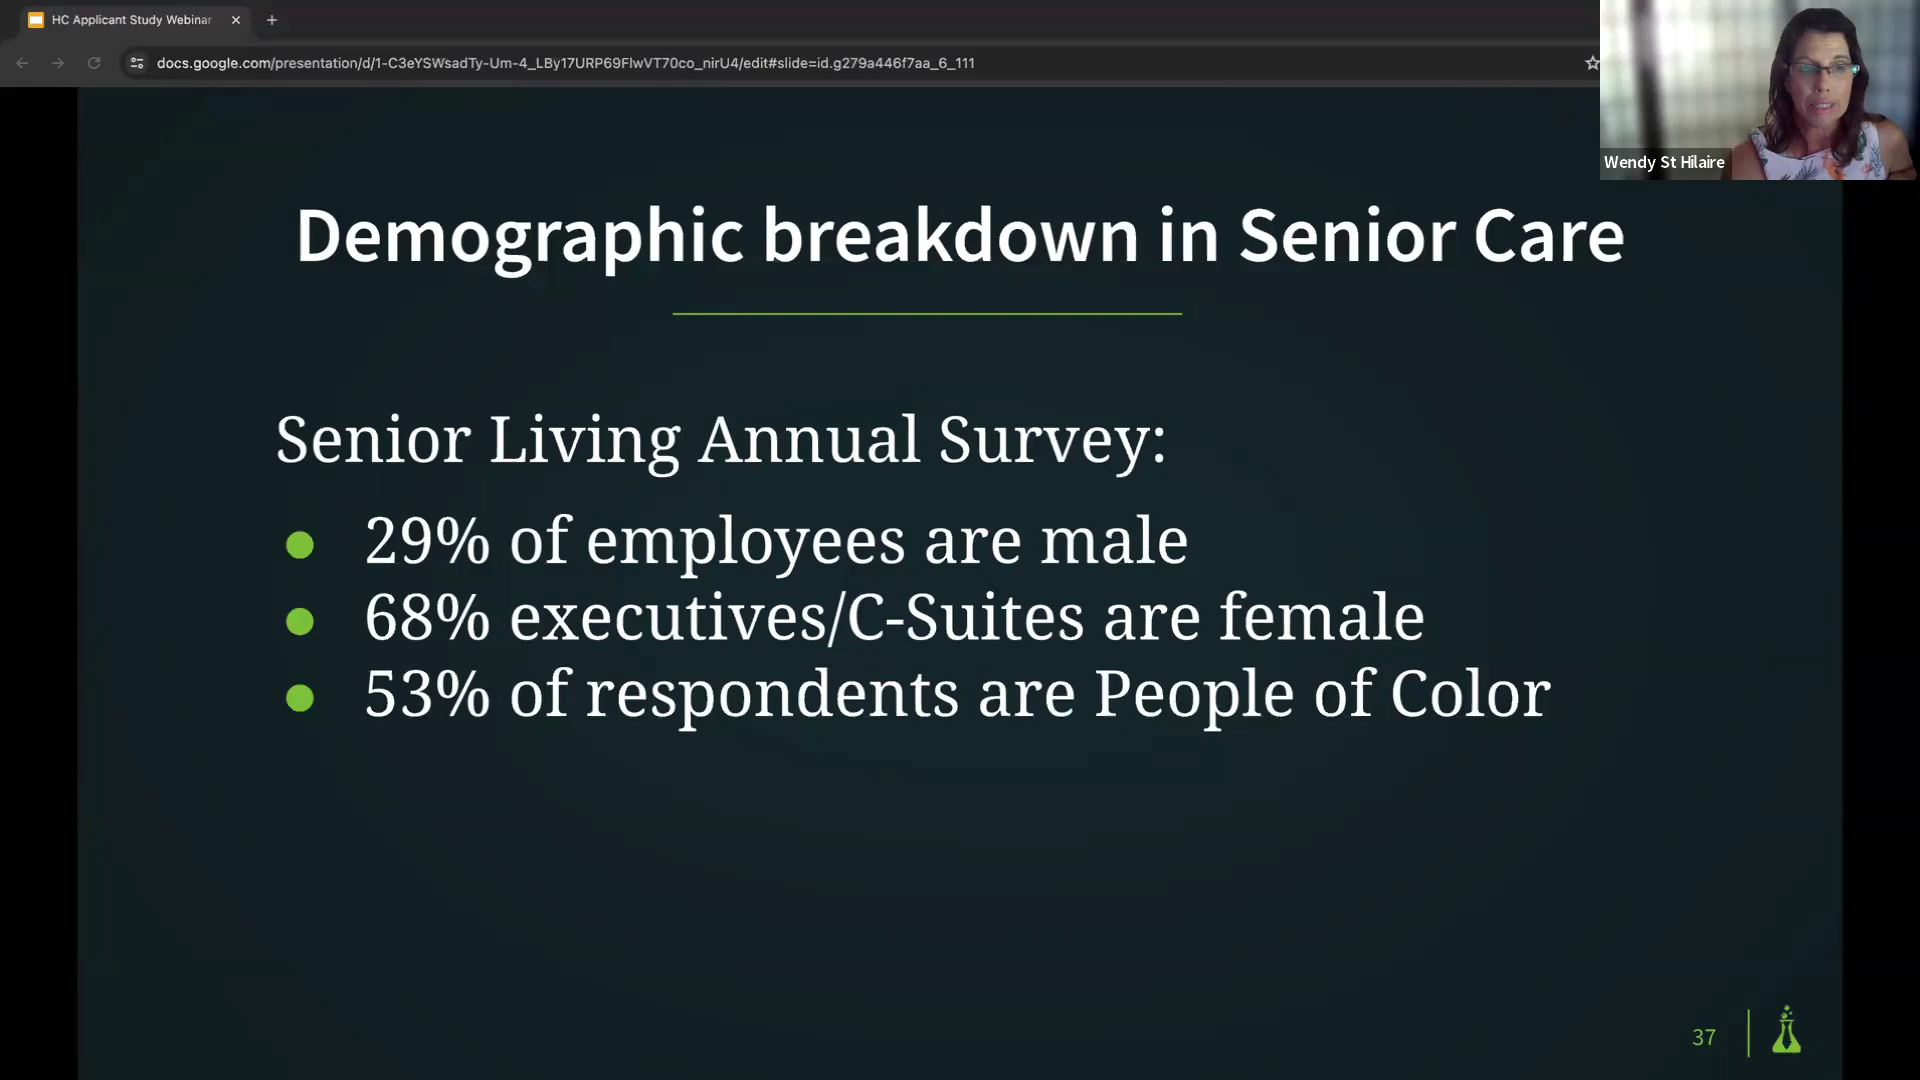 HC Applicant Study Webinar
docs.google.com/presentation/d/1-C3eYSWsadTy-Um-4_LBy17URP69FlwVT70co_nirU4/edit#slide=id.g279a446f7aa_6_111
Wendy St Hilaire
Demographic breakdown in Senior Care
Senior Living Annual Survey:
● 29% of employees are male
● 68% executives/C-Suites are female
● 53% of respondents are People of Color
37